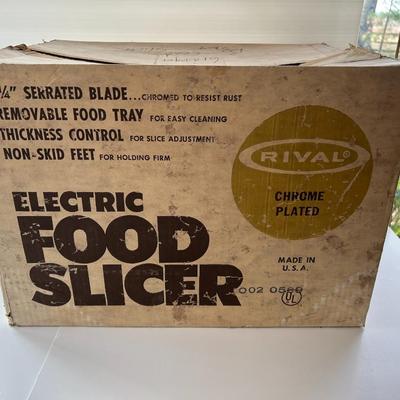 ¼" SERRATED BLADE...CHROMED TO RESIST RUST
REMOVABLE FOOD TRAY FOR EASY CLEANING
THICKNESS CONTROL FOR SLICE ADJUSTMENT
NON-SKID FEET FOR HOLDING FIRM
RIVAL®
CHROME
PLATED
ELECTRIC
FOOD
SLICER
MADE IN
U.S.A.
UL